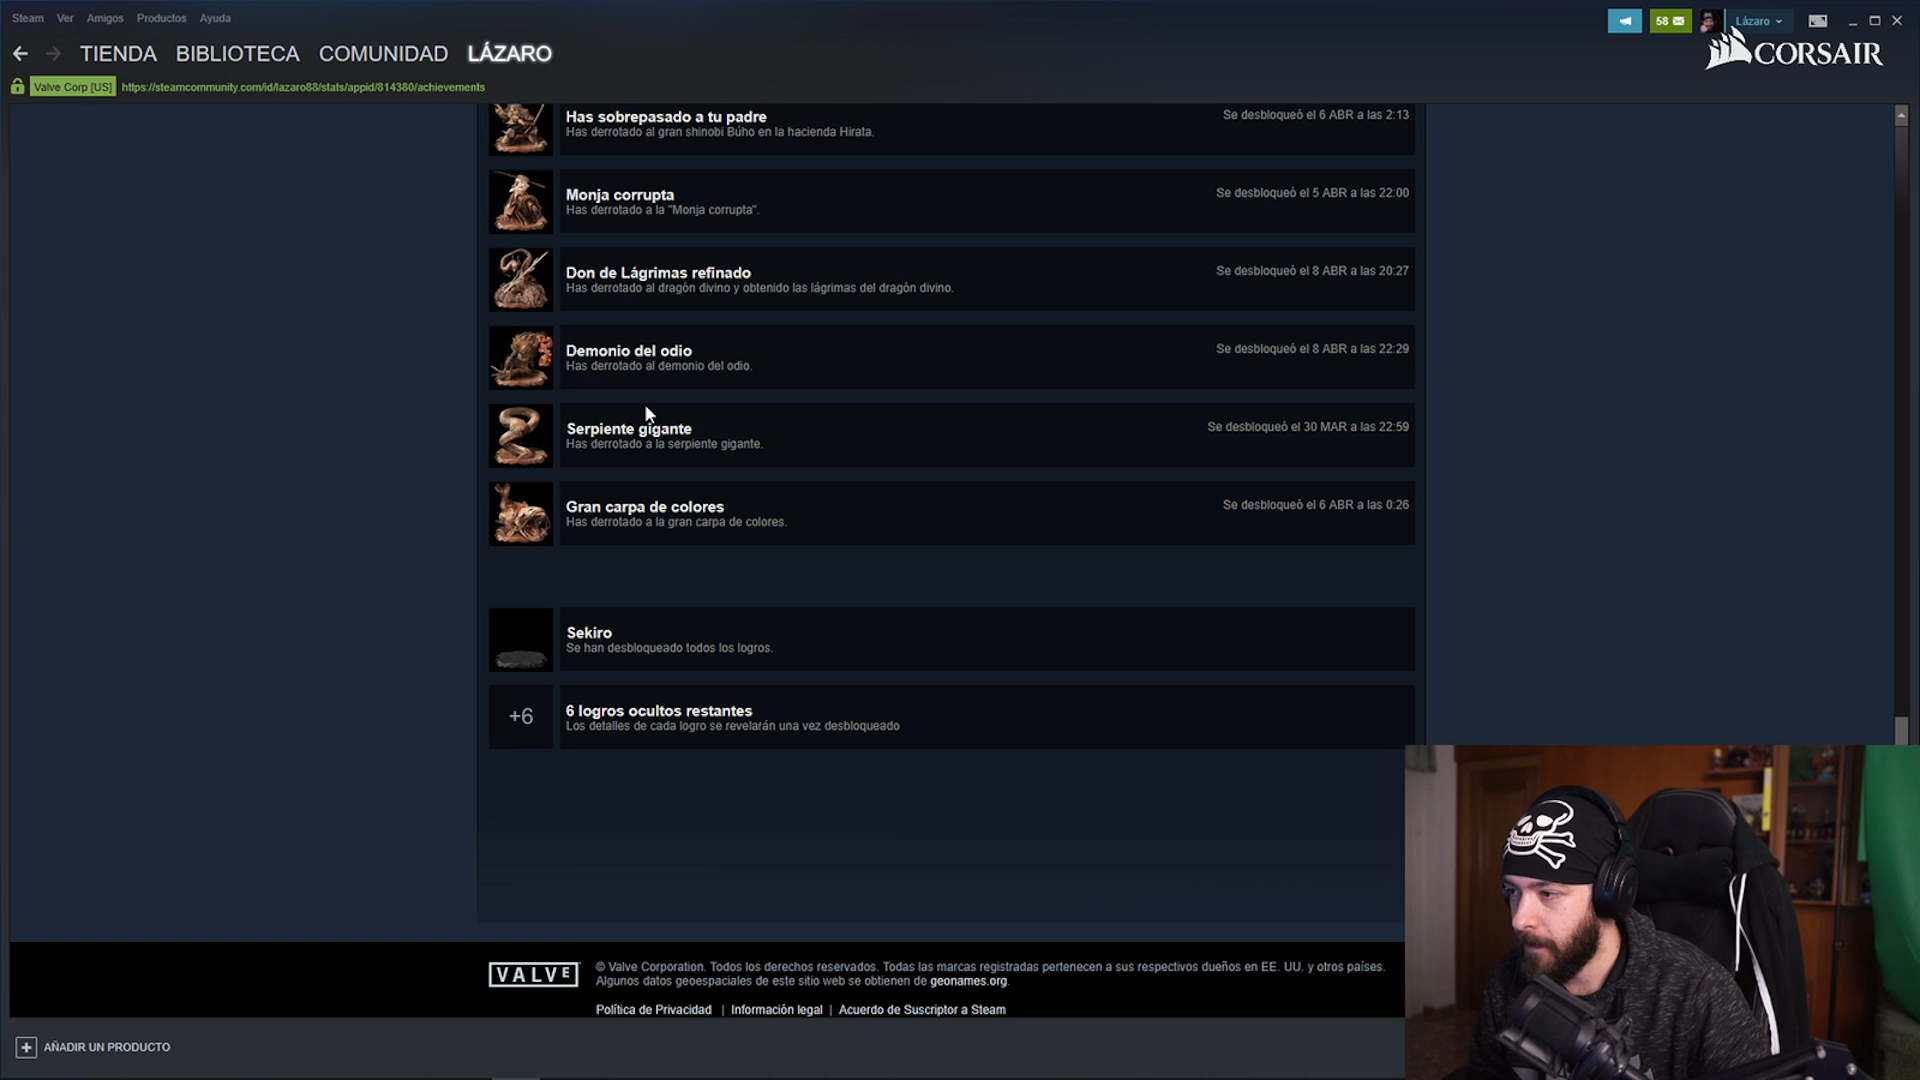 Steam Ver Amigos Productos Ayuda
58 Lázaro
TIENDA BIBLIOTECA COMUNIDAD LÁZARO
CORSAIR
Valve Corp [US] https://steamcommunity.com/id/lazaro88/stats/appid/814380/achievements
Has sobrepasado a tu padre
Se desbloqueó el 6 ABR a las 2:13
Has derrotado al gran shinobi Búho en la hacienda Hirata.
Monja corrupta
Se desbloqueó el 5 ABR a las 22:00
Has derrotado a la "Monja corrupta".
Don de Lágrimas refinado
Se desbloqueó el 8 ABR a las 20:27
Has derrotado al dragón divino y obtenido las lágrimas del dragón divino.
Demonio del odio
Se desbloqueó el 8 ABR a las 22:29
Has derrotado al demonio del odio.
Serpiente gigante
Se desbloqueó el 30 MAR a las 22:59
Has derrotado a la serpiente gigante.
Gran carpa de colores
Se desbloqueó el 6 ABR a las 0:26
Has derrotado a la gran carpa de colores.
Sekiro
Se han desbloqueado todos los logros.
+6
6 logros ocultos restantes
Los detalles de cada logro se revelarán una vez desbloqueado
VALVE
© Valve Corporation. Todos los derechos reservados. Todas las marcas registradas pertenecen a sus respectivos dueños en EE. UU. y otros países.
Algunos datos geoespaciales de este sitio web se obtienen de geonames.org.
Política de Privacidad | Información legal | Acuerdo de Suscriptor a Steam
+ AÑADIR UN PRODUCTO